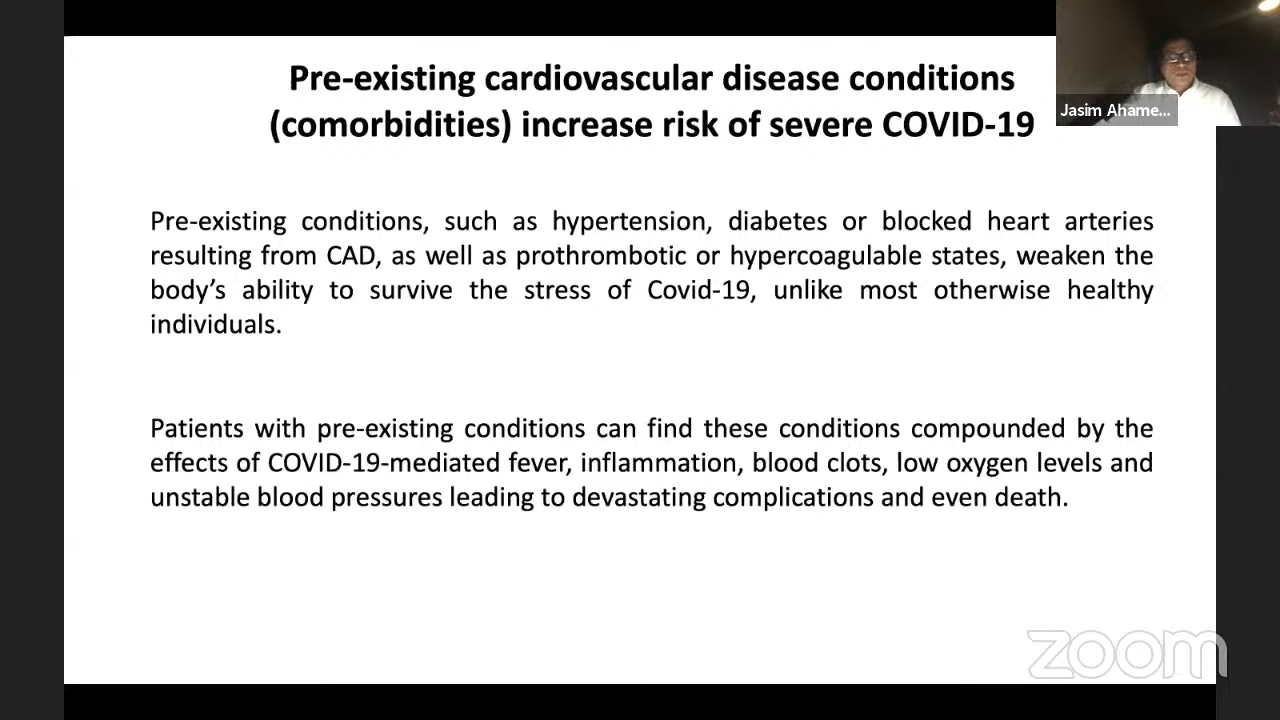 Pre-existing cardiovascular disease conditions
(comorbidities) increase risk of severe COVID-19
Jasim Ahame...
Pre-existing conditions, such as hypertension, diabetes or blocked heart arteries
resulting from CAD, as well as prothrombotic or hypercoagulable states, weaken the
body’s ability to survive the stress of Covid-19, unlike most otherwise healthy
individuals.
Patients with pre-existing conditions can find these conditions compounded by the
effects of COVID-19-mediated fever, inflammation, blood clots, low oxygen levels and
unstable blood pressures leading to devastating complications and even death.
zoom